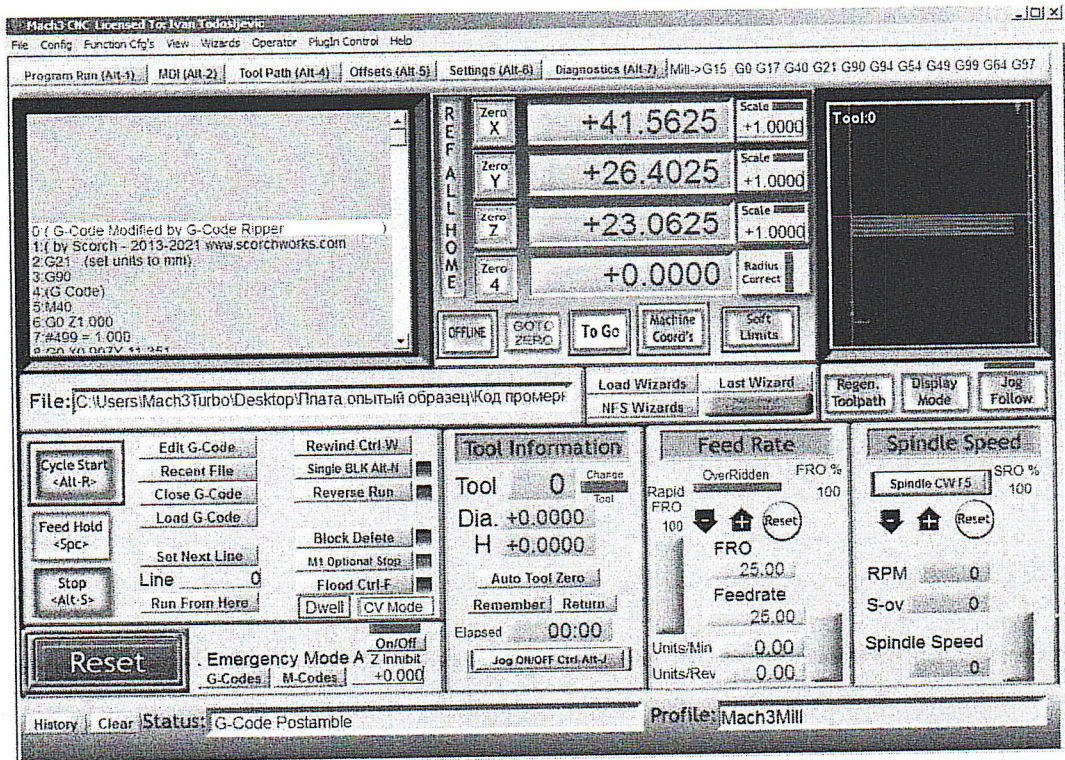 Mach3 CNC Licensed To: Ivan Todosijevic
File Config Function Cfg's View Wizards Operator PlugIn Control Help
Program Run (Alt-1) MDI (Alt-2) Tool Path (Alt-4) Offsets (Alt-5) Settings (Alt-6) Diagnostics (Alt-7) Mill->G15 G0 G17 G40 G21 G90 G94 G54 G49 G99 G64 G97
0:( G-Code Modified by G-Code Ripper )
1:( by Scorch - 2013-2021 www.scorchworks.com
2:G21 (set units to mm)
3:G90
4:(G Code)
5:M40
6:G0 Z1.000
7:#499 = 1.000
REF ALL HOME
Zero X +41.5625 Scale +1.0000
Zero Y +26.4025 Scale +1.0000
Zero Z +23.0625 Scale +1.0000
Zero 4 +0.0000 Radius Correct
OFFLINE GOTO ZERO To Go Machine Coord's Soft Limits
Tool:0
File: C:\Users\Mach3Turbo\Desktop\Плата опытый образец\Код промерк
Load Wizards Last Wizard
NFS Wizards
Regen. Toolpath Display Mode Jog Follow
Cycle Start <Alt-R>
Feed Hold <Spc>
Stop <Alt-S>
Edit G-Code Rewind Ctrl-W
Recent File Single BLK Alt-N
Close G-Code Reverse Run
Load G-Code
Block Delete
Set Next Line M1 Optional Stop
Line 0 Flood Ctrl-F
Run From Here Dwell CV Mode
Reset
On/Off
. Emergency Mode A Z Inhibit
G-Codes M-Codes +0.000
Tool Information
Tool 0 Change Tool
Dia. +0.0000
H +0.0000
Auto Tool Zero
Remember Return
Elapsed 00:00
Jog ON/OFF Ctrl-Alt-J
Feed Rate
OverRidden FRO %
Rapid 100
FRO
100 Reset
FRO
25.00
Feedrate
25.00
Units/Min 0.00
Units/Rev 0.00
Spindle Speed
Spindle CW F5 SRO %
100
Reset
RPM 0
S-ov 0
Spindle Speed
0
History Clear Status: G-Code Postamble Profile: Mach3Mill